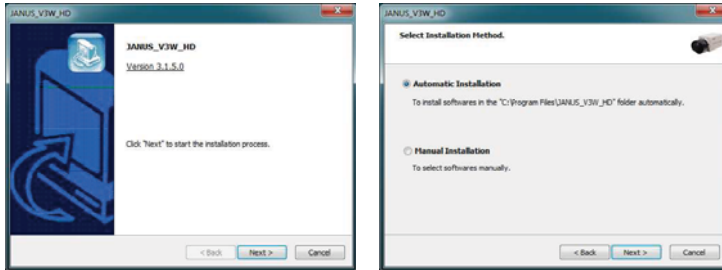 JANUS_V3W_HD
JANUS_V3W_HD
Version 3.1.5.0
Click "Next" to start the installation process.
< Back
Next >
Cancel
JANUS_V3W_HD
Select Installation Method.
Automatic Installation
To install softwares in the "C:\Program Files\JANUS_V3W_HD" folder automatically.
Manual Installation
To select softwares manually.
< Back
Next >
Cancel